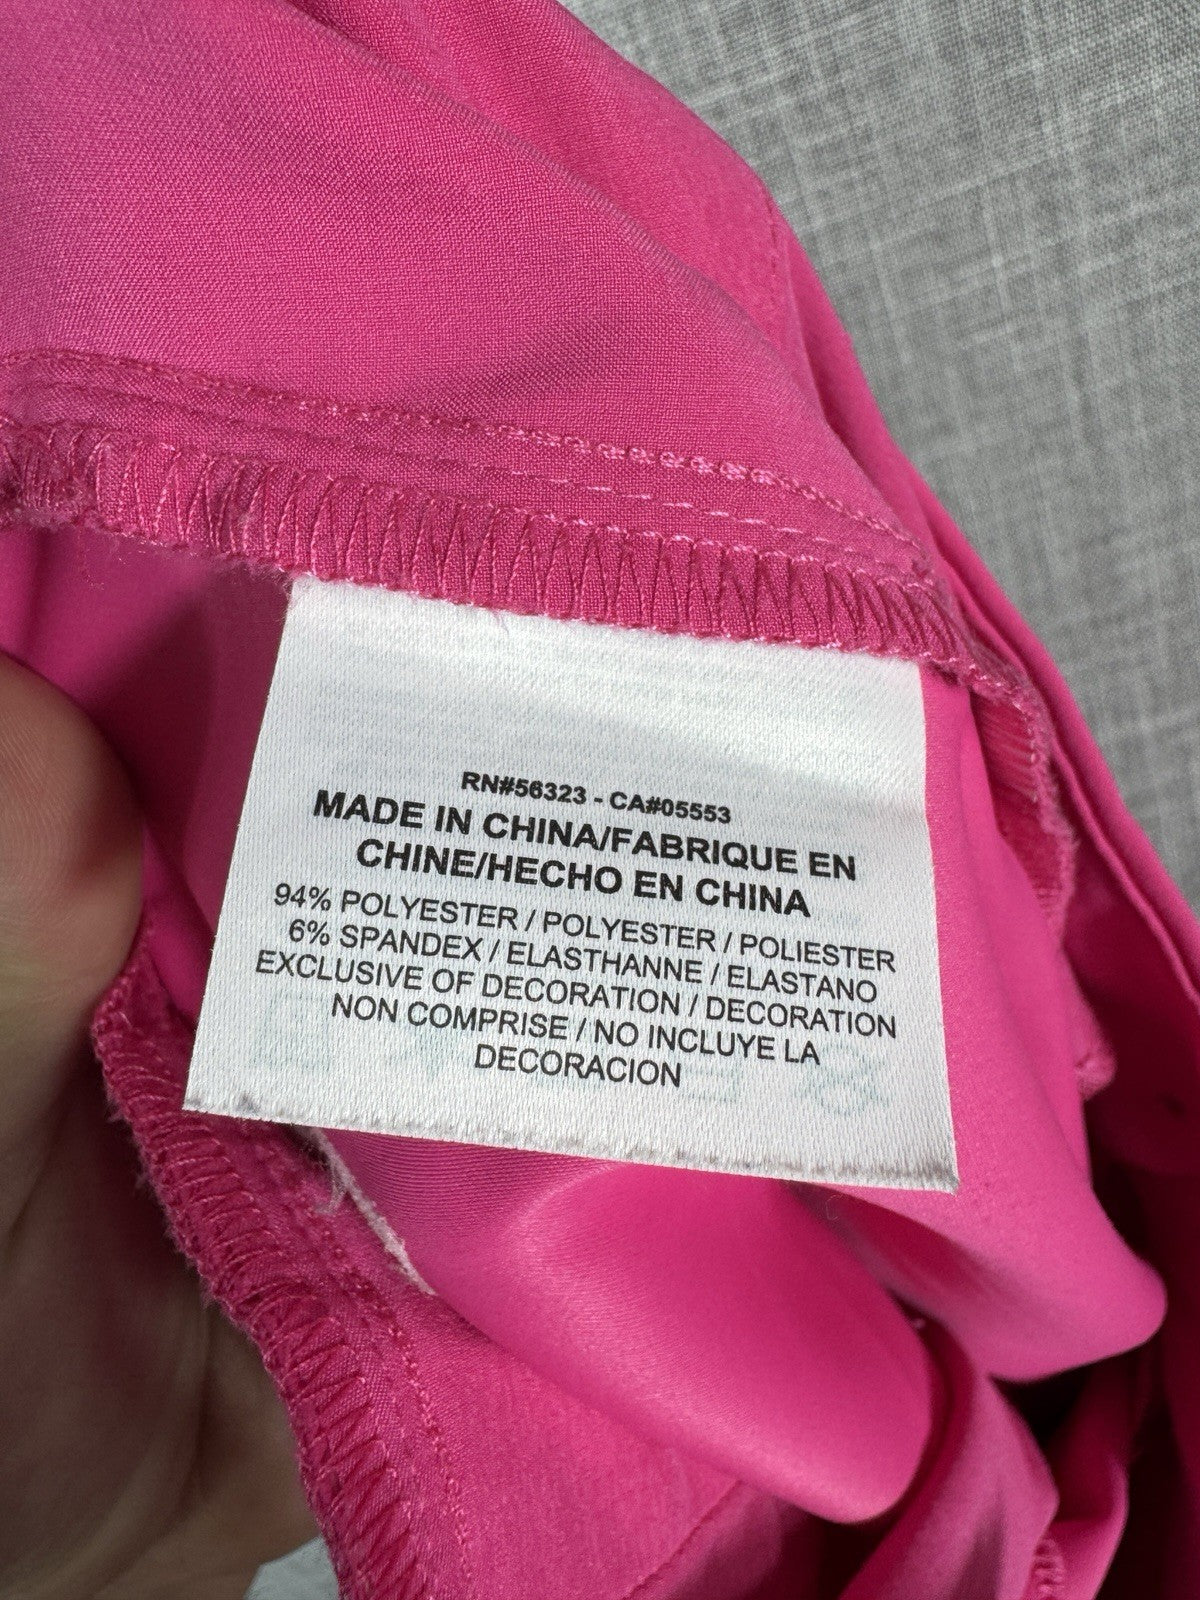 RN#56323 - CA#05553
MADE IN CHINA/FABRIQUE EN
CHINE/HECHO EN CHINA
94% POLYESTER / POLYESTER / POLIESTER
6% SPANDEX / ELASTHANNE / ELASTANO
EXCLUSIVE OF DECORATION / DECORATION
NON COMPRISE / NO INCLUYE LA
DECORACION